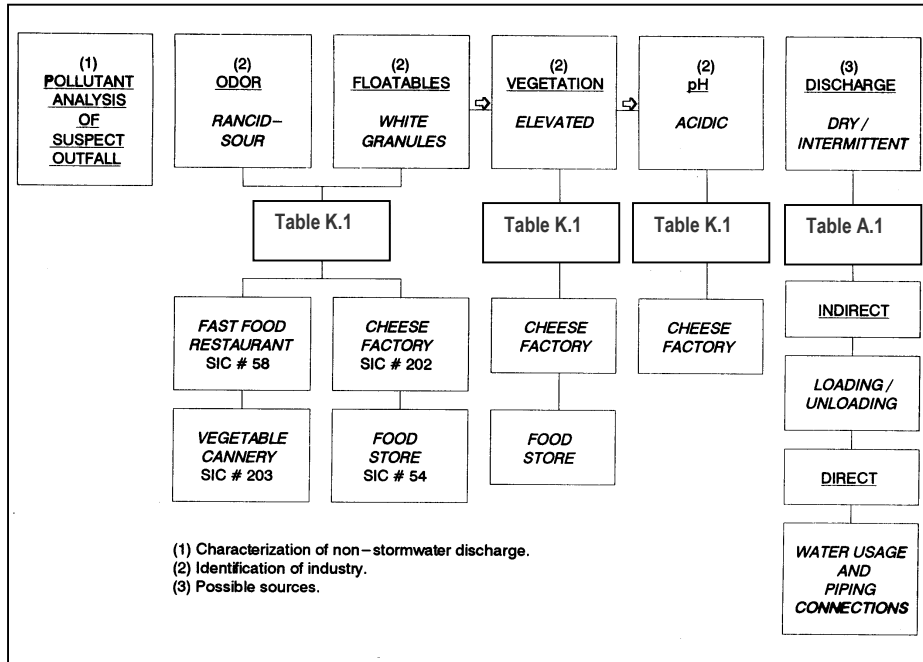 (1)
POLLUTANT
ANALYSIS
OF
SUSPECT
OUTFALL
(2)
ODOR
RANCID–
SOUR
(2)
FLOATABLES
WHITE
GRANULES
(2)
VEGETATION
ELEVATED
(2)
pH
ACIDIC
(3)
DISCHARGE
DRY /
INTERMITTENT
Table K.1
Table K.1
Table K.1
Table A.1
FAST FOOD
RESTAURANT
SIC # 58
CHEESE
FACTORY
SIC # 202
CHEESE
FACTORY
CHEESE
FACTORY
INDIRECT
LOADING /
UNLOADING
VEGETABLE
CANNERY
SIC # 203
FOOD
STORE
SIC # 54
FOOD
STORE
DIRECT
WATER USAGE
AND
PIPING
CONNECTIONS
(1) Characterization of non–stormwater discharge.
(2) Identification of industry.
(3) Possible sources.